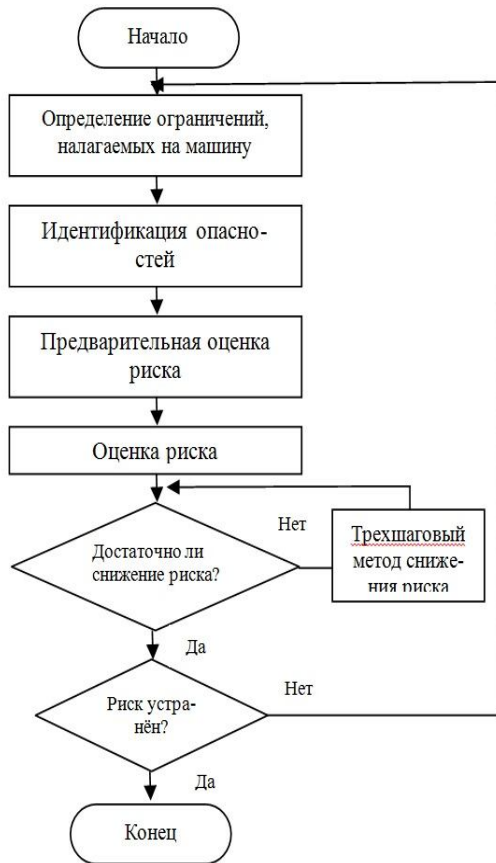 Начало
Определение ограничений,
налагаемых на машину
Идентификация опасно-
стей
Предварительная оценка
риска
Оценка риска
Достаточно ли
снижение риска?
Нет
Трехшаговый
метод сниже-
ния риска
Да
Риск устра-
нён?
Нет
Да
Конец